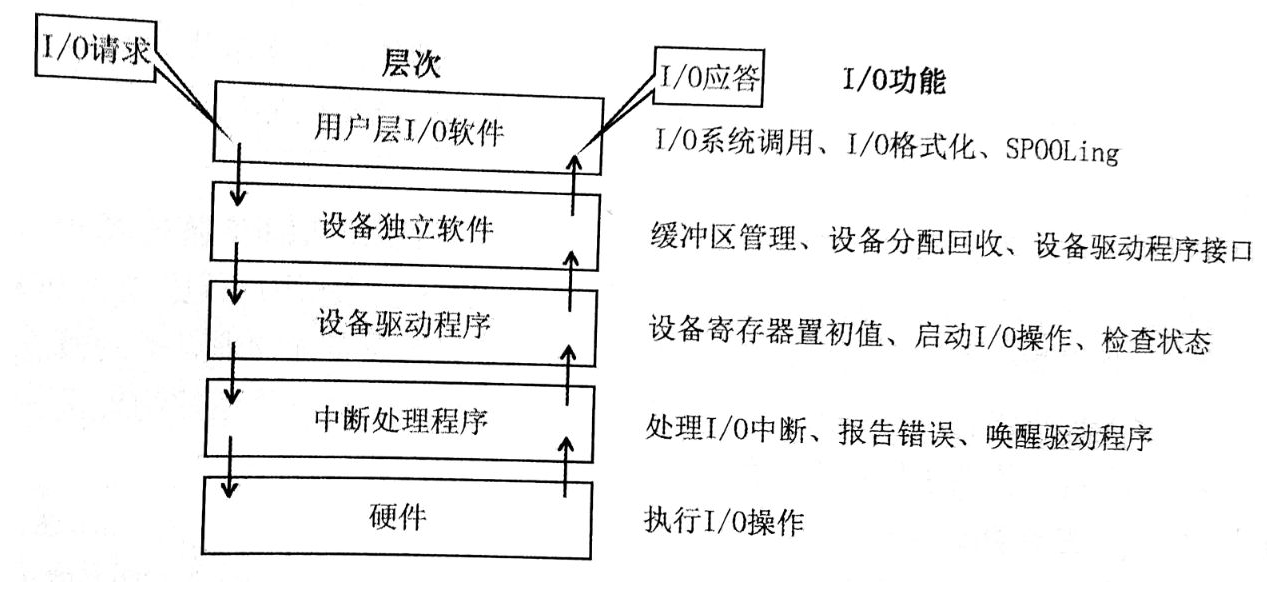 I/O请求
层次
I/O应答
I/O功能
用户层I/O软件
I/O系统调用、I/O格式化、SPOOLing
设备独立软件
缓冲区管理、设备分配回收、设备驱动程序接口
设备驱动程序
设备寄存器置初值、启动I/O操作、检查状态
中断处理程序
处理I/O中断、报告错误、唤醒驱动程序
硬件
执行I/O操作